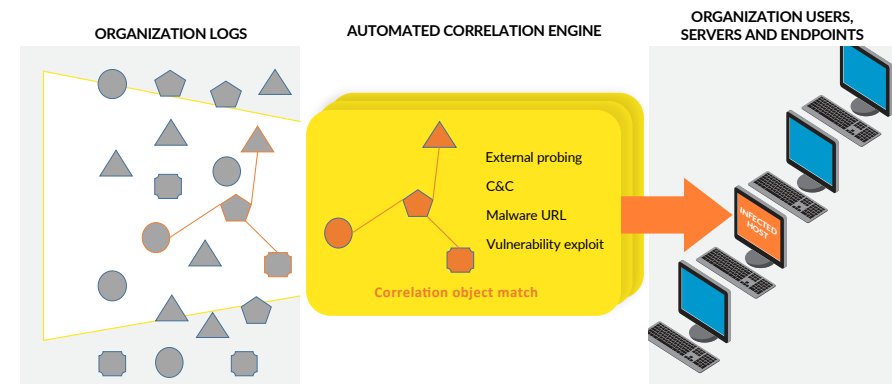 ORGANIZATION LOGS
AUTOMATED CORRELATION ENGINE
ORGANIZATION USERS,
SERVERS AND ENDPOINTS
External probing
C&C
Malware URL
Vulnerability exploit
Correlation object match
INFECTED
HOST